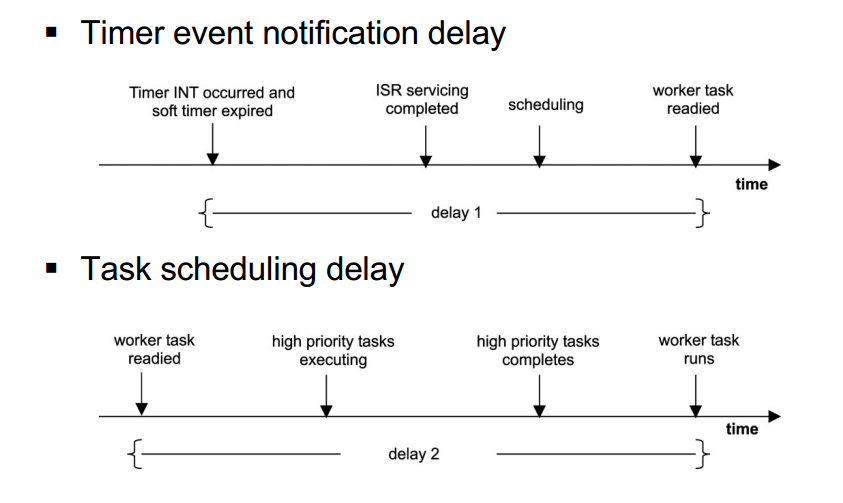 ▪ Timer event notification delay
Timer INT occurred and
soft timer expired
ISR servicing
completed
scheduling
worker task
readied
time
delay 1
▪ Task scheduling delay
worker task
readied
high priority tasks
executing
high priority tasks
completes
worker task
runs
time
delay 2